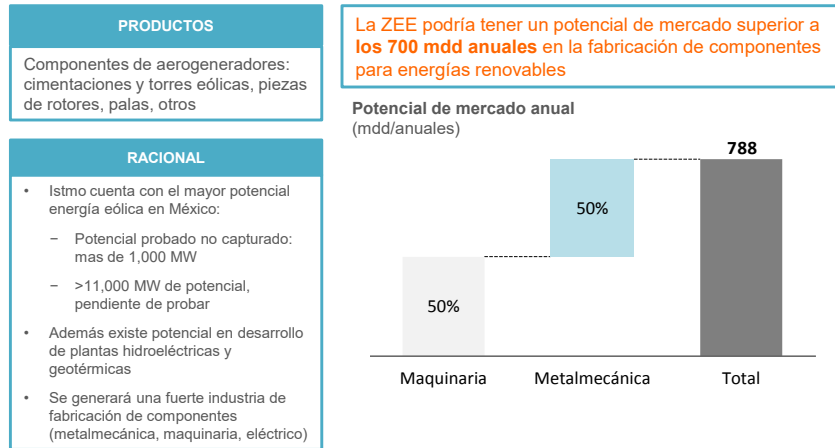 PRODUCTOS
Componentes de aerogeneradores:
cimentaciones y torres eólicas, piezas
de rotores, palas, otros
RACIONAL
• Istmo cuenta con el mayor potencial
energía eólica en México:
− Potencial probado no capturado:
mas de 1,000 MW
− >11,000 MW de potencial,
pendiente de probar
• Además existe potencial en desarrollo
de plantas hidroeléctricas y
geotérmicas
• Se generará una fuerte industria de
fabricación de componentes
(metalmecánica, maquinaria, eléctrico)
La ZEE podría tener un potencial de mercado superior a
los 700 mdd anuales en la fabricación de componentes
para energías renovables
Potencial de mercado anual
(mdd/anuales)
788
50%
50%
Maquinaria Metalmecánica Total